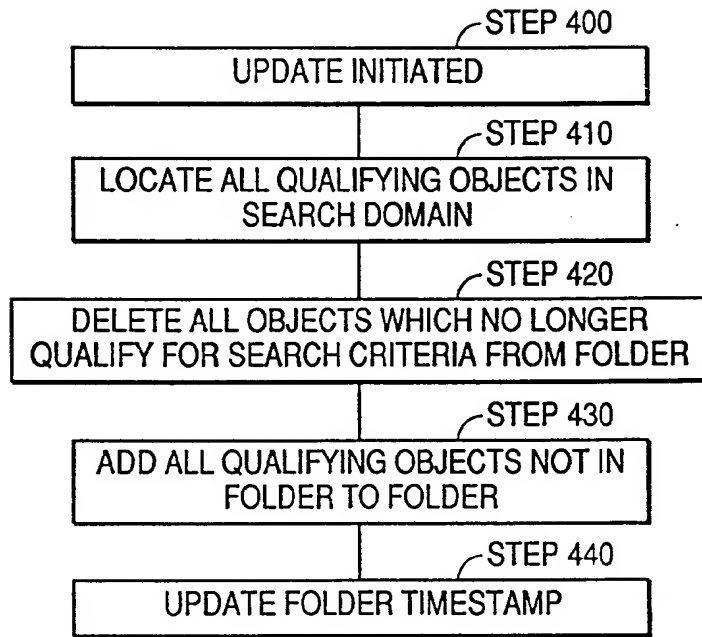 STEP 400
UPDATE INITIATED
STEP 410
LOCATE ALL QUALIFYING OBJECTS IN
SEARCH DOMAIN
STEP 420
DELETE ALL OBJECTS WHICH NO LONGER
QUALIFY FOR SEARCH CRITERIA FROM FOLDER
STEP 430
ADD ALL QUALIFYING OBJECTS NOT IN
FOLDER TO FOLDER
STEP 440
UPDATE FOLDER TIMESTAMP